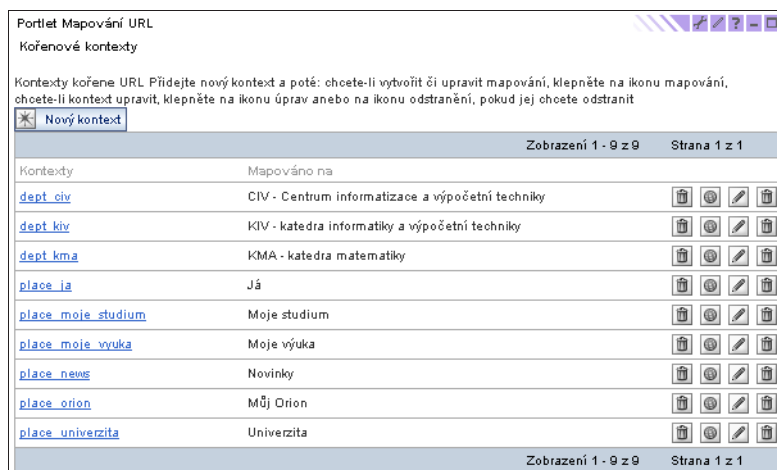 Portlet Mapování URL
Kořenové kontexty
Kontexty kořene URL Přidejte nový kontext a poté: chcete-li vytvořit či upravit mapování, klepněte na ikonu mapování,
chcete-li kontext upravit, klepněte na ikonu úprav anebo na ikonu odstranění, pokud jej chcete odstranit
Nový kontext
Zobrazení 1 - 9 z 9 Strana 1 z 1
Kontexty Mapováno na
dept_civ CIV - Centrum informatizace a výpočetní techniky
dept_kiv KIV - katedra informatiky a výpočetní techniky
dept_kma KMA - katedra matematiky
place_ja Já
place_moje_studium Moje studium
place_moje_vyuka Moje výuka
place_news Novinky
place_orion Můj Orion
place_univerzita Univerzita
Zobrazení 1 - 9 z 9 Strana 1 z 1